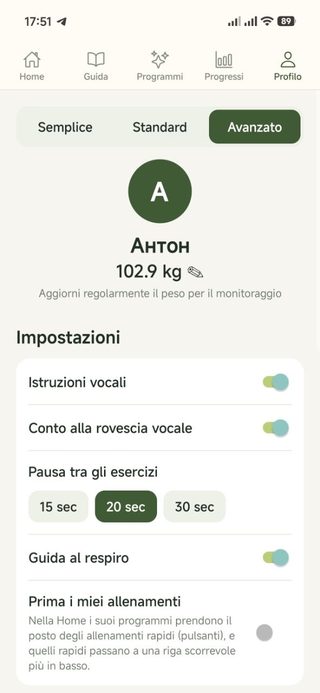 17:51
89
Home
Guida
Programmi
Progressi
Profilo
Semplice
Standard
Avanzato
A
Антон
102.9 kg
Aggiorni regolarmente il peso per il monitoraggio
Impostazioni
Istruzioni vocali
Conto alla rovescia vocale
Pausa tra gli esercizi
15 sec
20 sec
30 sec
Guida al respiro
Prima i miei allenamenti
Nella Home i suoi programmi prendono il
posto degli allenamenti rapidi (pulsanti), e
quelli rapidi passano a una riga scorrevole
più in basso.